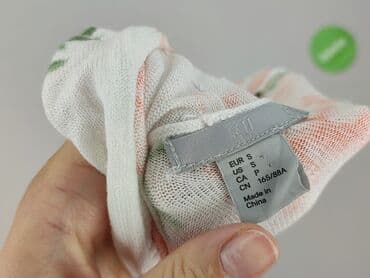 EUR S
US S
CA P
CN 165/88A
Made in
China